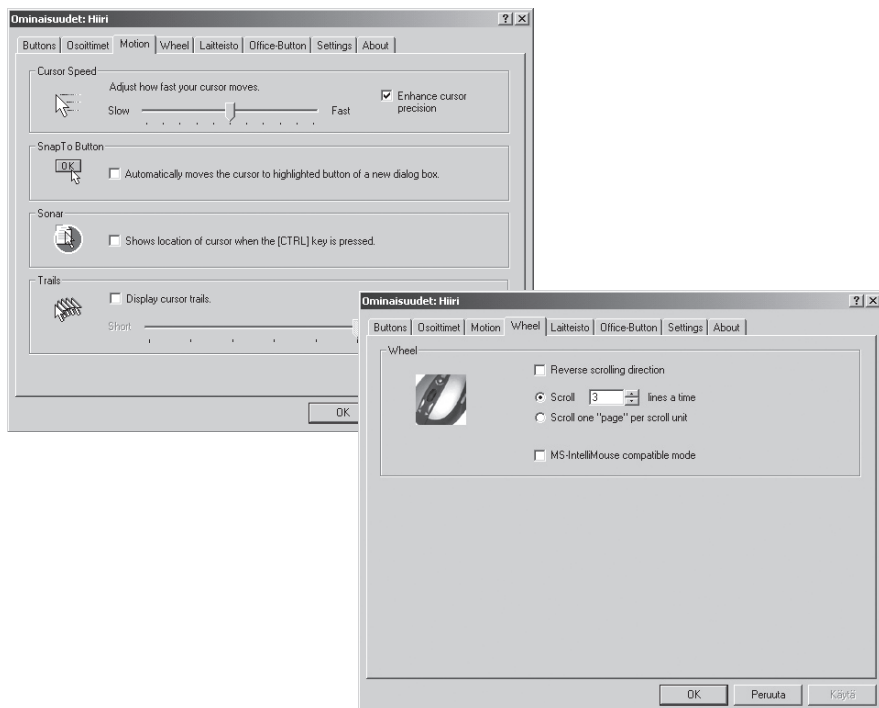 Ominaisuudet: Hiiri
Buttons Osoittimet Motion Wheel Laitteisto Office-Button Settings About
Cursor Speed
Adjust how fast your cursor moves.
Slow Fast
Enhance cursor
precision
SnapTo Button
OK
Automatically moves the cursor to highlighted button of a new dialog box.
Sonar
Shows location of cursor when the [CTRL] key is pressed.
Trails
Display cursor trails.
Short
OK
Ominaisuudet: Hiiri
Buttons Osoittimet Motion Wheel Laitteisto Office-Button Settings About
Wheel
Reverse scrolling direction
Scroll 3 lines a time
Scroll one "page" per scroll unit
MS-IntelliMouse compatible mode
OK Peruuta Käytä